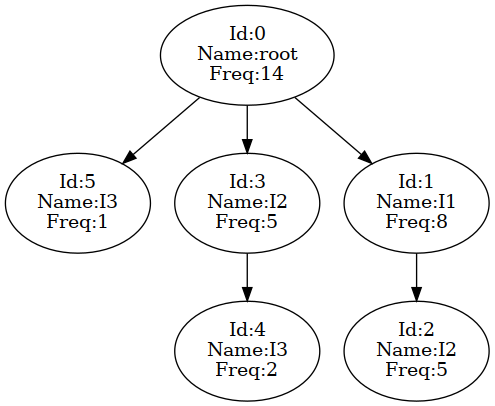 Id:0
Name:root
Freq:14
Id:5
Name:I3
Freq:1
Id:3
Name:I2
Freq:5
Id:1
Name:I1
Freq:8
Id:4
Name:I3
Freq:2
Id:2
Name:I2
Freq:5